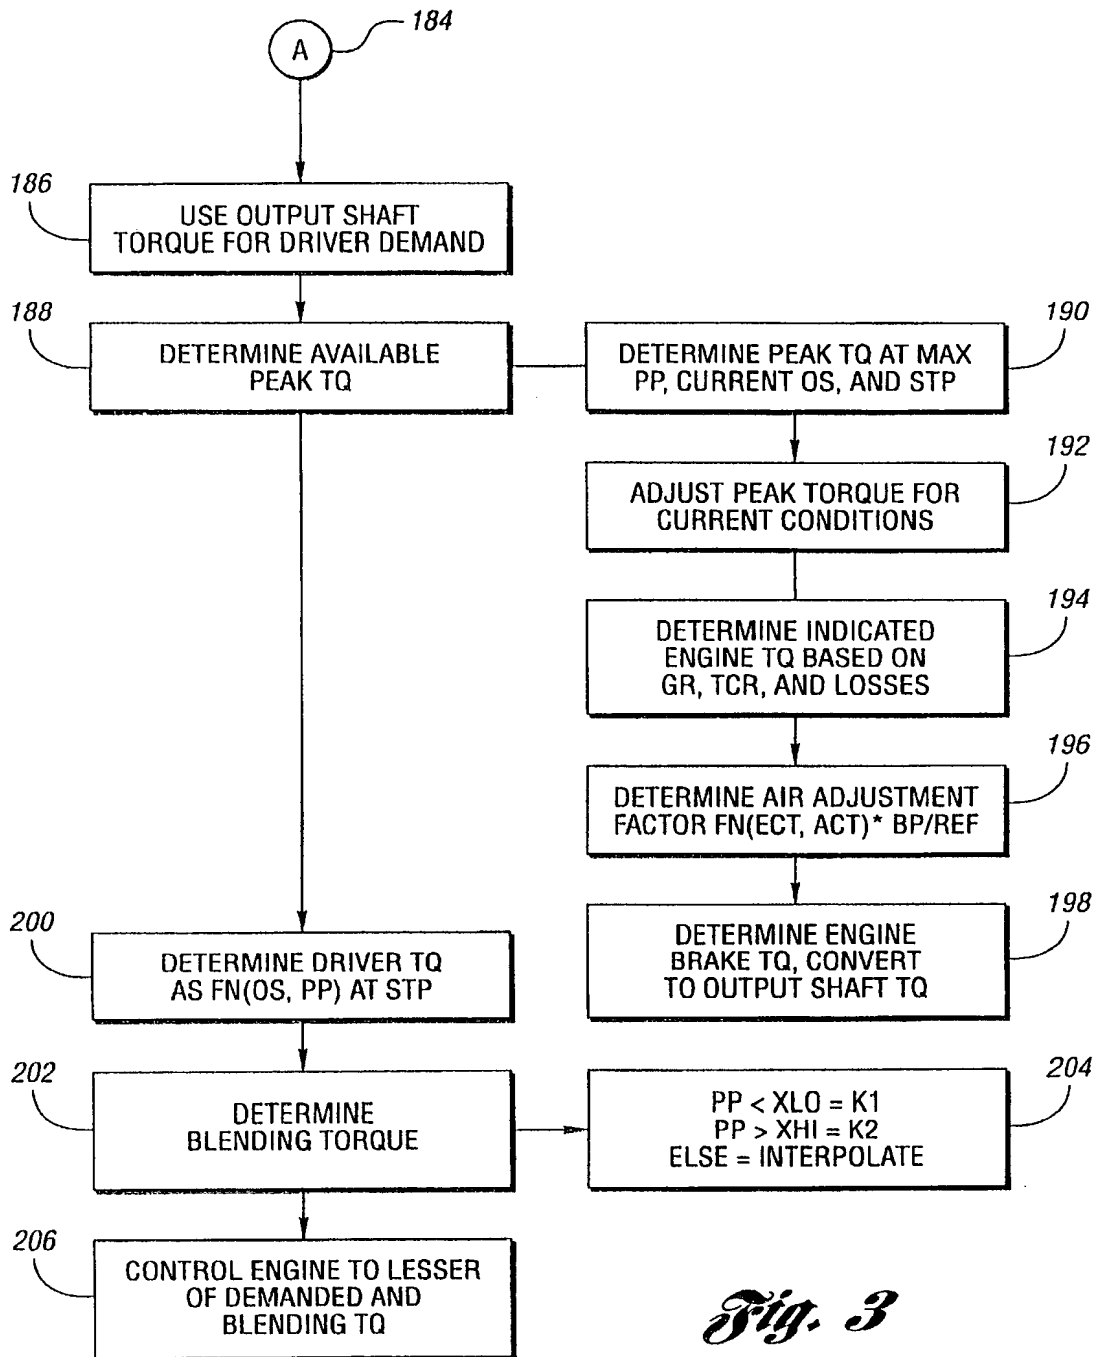 A
184
186
USE OUTPUT SHAFT
TORQUE FOR DRIVER DEMAND
188
DETERMINE AVAILABLE
PEAK TQ
190
DETERMINE PEAK TQ AT MAX
PP, CURRENT OS, AND STP
192
ADJUST PEAK TORQUE FOR
CURRENT CONDITIONS
194
DETERMINE INDICATED
ENGINE TQ BASED ON
GR, TCR, AND LOSSES
196
DETERMINE AIR ADJUSTMENT
FACTOR FN(ECT, ACT)* BP/REF
198
DETERMINE ENGINE
BRAKE TQ, CONVERT
TO OUTPUT SHAFT TQ
200
DETERMINE DRIVER TQ
AS FN(OS, PP) AT STP
202
DETERMINE
BLENDING TORQUE
204
PP < XLO = K1
PP > XHI = K2
ELSE = INTERPOLATE
206
CONTROL ENGINE TO LESSER
OF DEMANDED AND
BLENDING TQ
Fig. 3